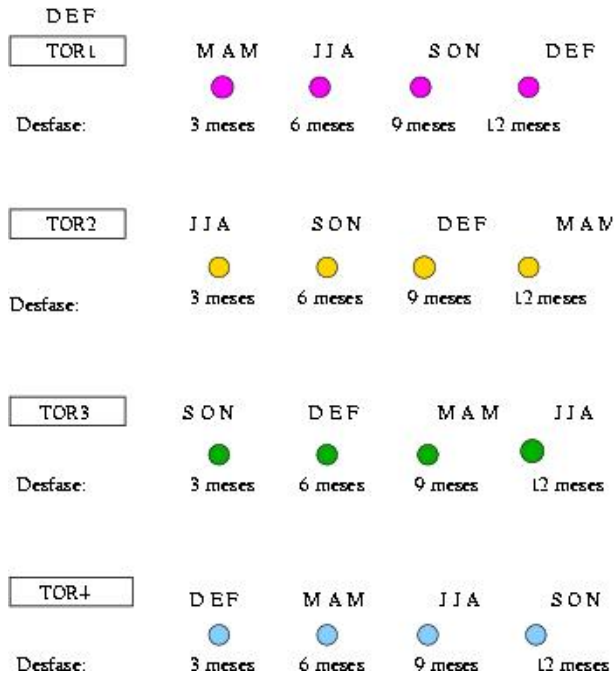 D E F
TOR1 M A M J J A S O N D E F
Desfase: 3 meses 6 meses 9 meses 12 meses
TOR2 J J A S O N D E F M A M
Desfase: 3 meses 6 meses 9 meses 12 meses
TOR3 S O N D E F M A M J J A
Desfase: 3 meses 6 meses 9 meses 12 meses
TOR4 D E F M A M J J A S O N
Desfase: 3 meses 6 meses 9 meses 12 meses